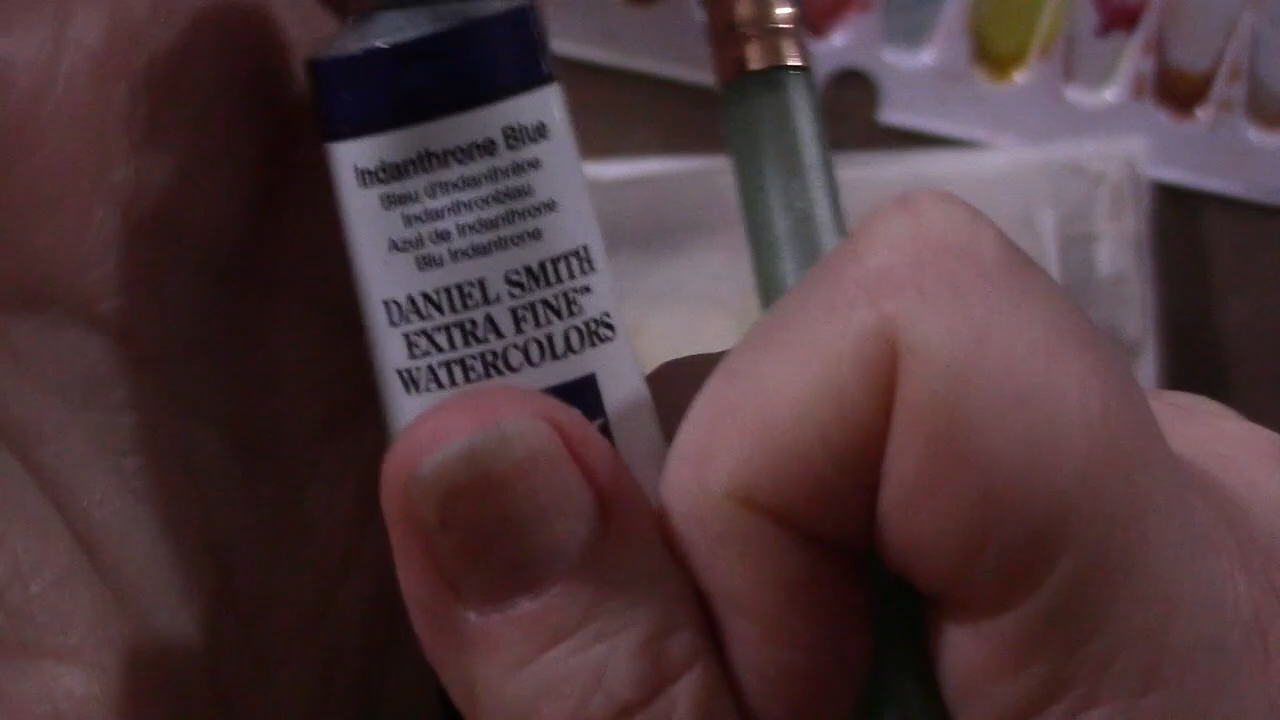 Indanthrone Blue
Bleu d'Indanthrène
Indanthronblau
Azul de Indanthrone
Blu Indantrone
DANIEL SMITH
EXTRA FINE™
WATERCOLORS